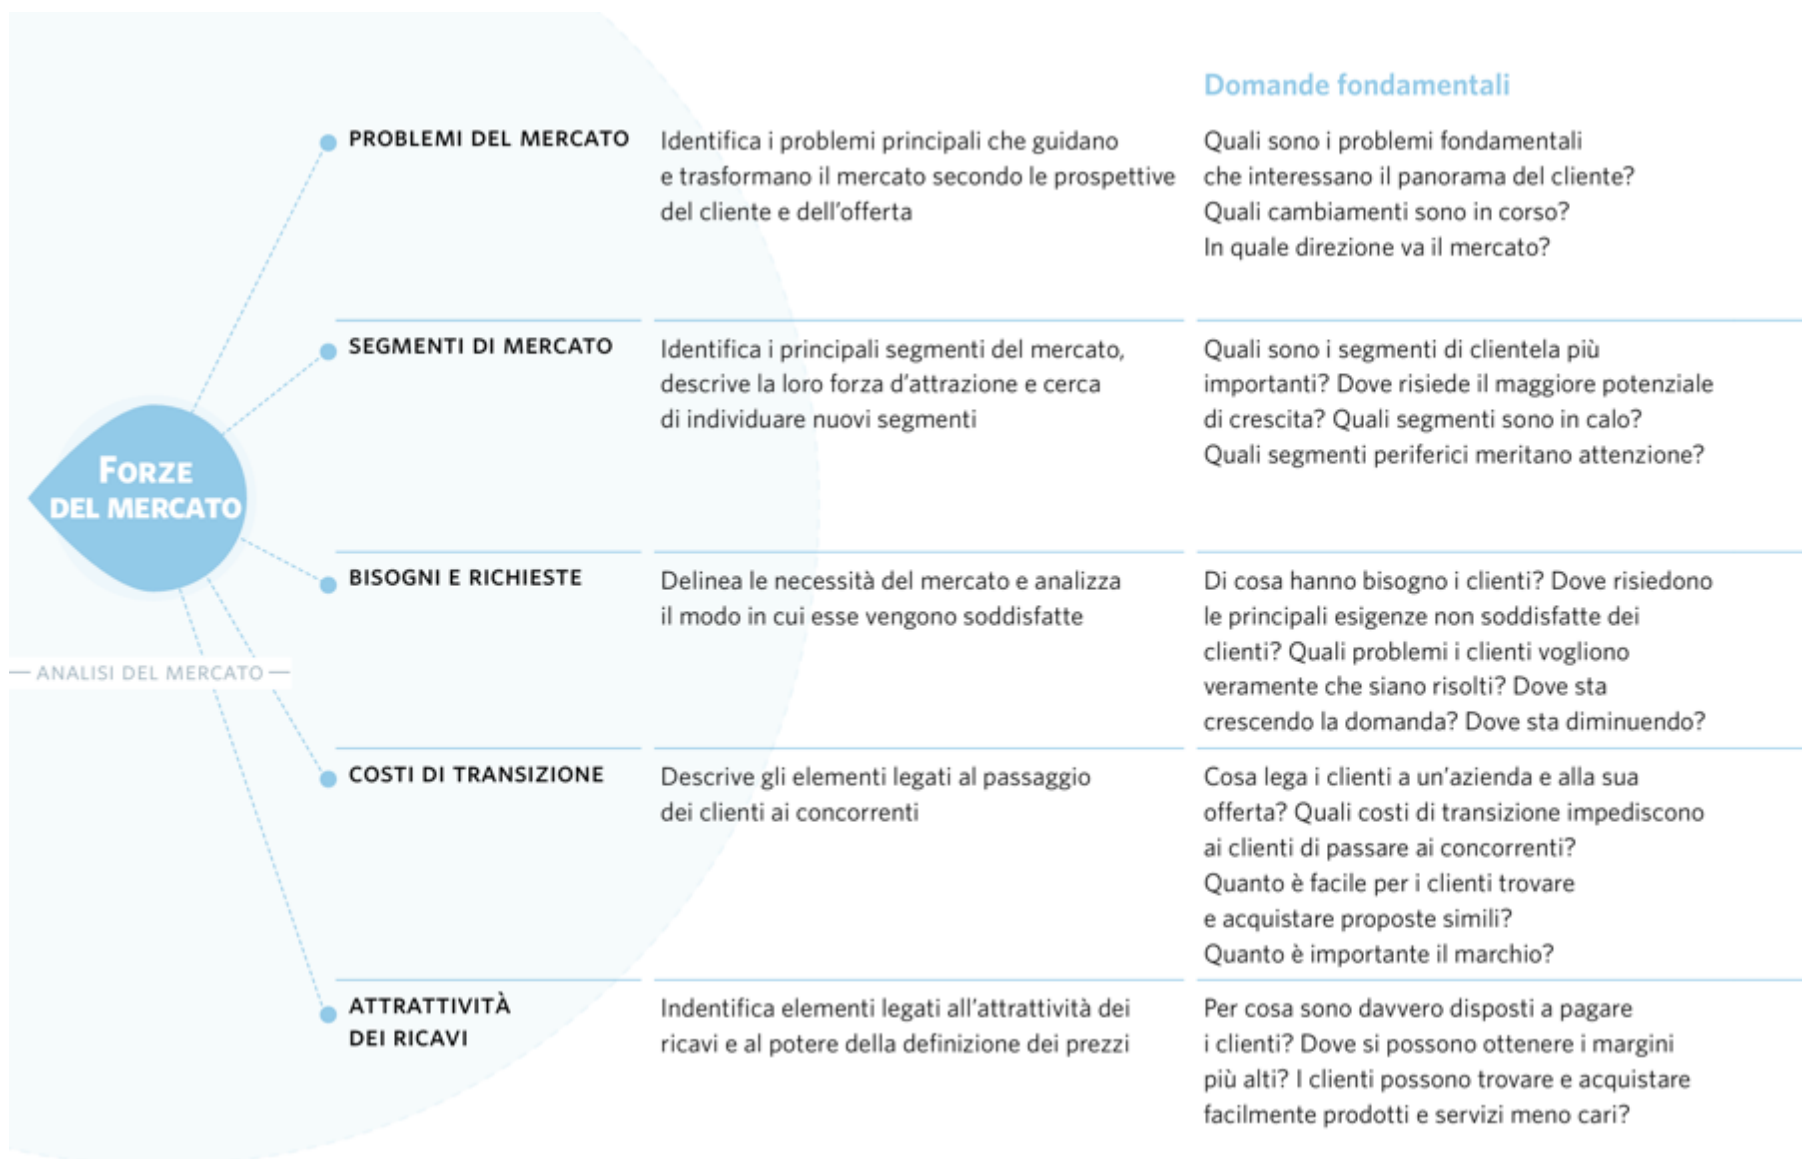 Domande fondamentali
PROBLEMI DEL MERCATO
Identifica i problemi principali che guidano
e trasformano il mercato secondo le prospettive
del cliente e dell'offerta
Quali sono i problemi fondamentali
che interessano il panorama del cliente?
Quali cambiamenti sono in corso?
In quale direzione va il mercato?
SEGMENTI DI MERCATO
Identifica i principali segmenti del mercato,
descrive la loro forza d'attrazione e cerca
di individuare nuovi segmenti
Quali sono i segmenti di clientela più
importanti? Dove risiede il maggiore potenziale
di crescita? Quali segmenti sono in calo?
Quali segmenti periferici meritano attenzione?
FORZE
DEL MERCATO
BISOGNI E RICHIESTE
Delinea le necessità del mercato e analizza
il modo in cui esse vengono soddisfatte
Di cosa hanno bisogno i clienti? Dove risiedono
le principali esigenze non soddisfatte dei
clienti? Quali problemi i clienti vogliono
veramente che siano risolti? Dove sta
crescendo la domanda? Dove sta diminuendo?
— ANALISI DEL MERCATO —
COSTI DI TRANSIZIONE
Descrive gli elementi legati al passaggio
dei clienti ai concorrenti
Cosa lega i clienti a un'azienda e alla sua
offerta? Quali costi di transizione impediscono
ai clienti di passare ai concorrenti?
Quanto è facile per i clienti trovare
e acquistare proposte simili?
Quanto è importante il marchio?
ATTRATTIVITÀ
DEI RICAVI
Indentifica elementi legati all'attrattività dei
ricavi e al potere della definizione dei prezzi
Per cosa sono davvero disposti a pagare
i clienti? Dove si possono ottenere i margini
più alti? I clienti possono trovare e acquistare
facilmente prodotti e servizi meno cari?